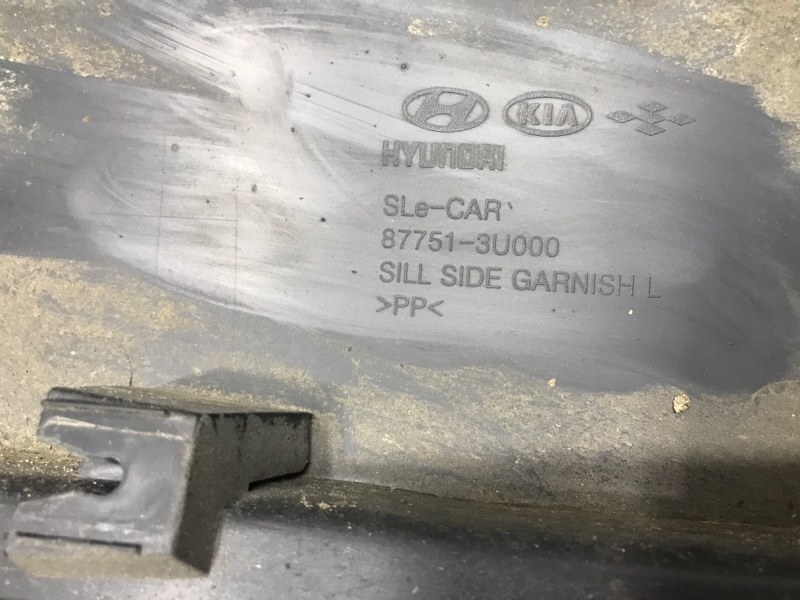 KIA
HYUNDAI
SLe-CAR
87751-3U000
SILL SIDE GARNISH L
>PP<